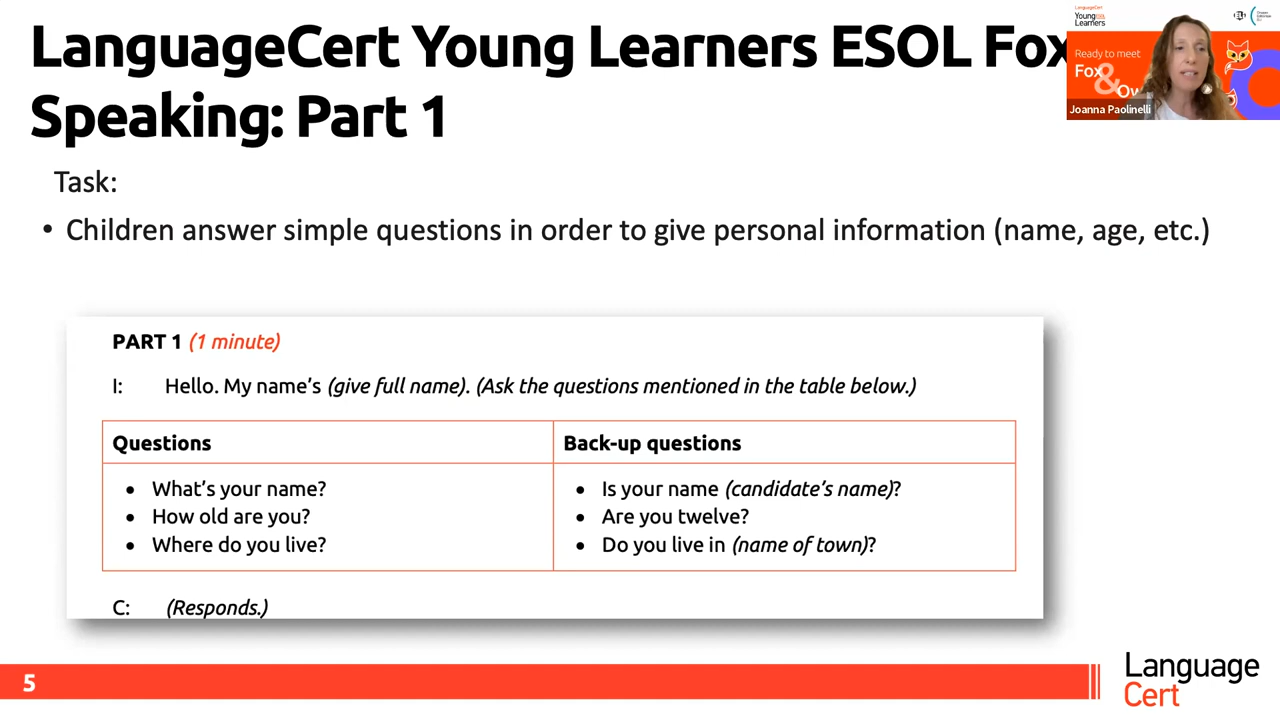 LanguageCert Young Learners ESOL Fox
Speaking: Part 1
LanguageCert
Young
Learners
Ready to meet
Fox
&
Ow
Joanna Paolinelli
Task:
• Children answer simple questions in order to give personal information (name, age, etc.)
PART 1 (1 minute)
I: Hello. My name's (give full name). (Ask the questions mentioned in the table below.)
Questions
• What's your name?
• How old are you?
• Where do you live?
Back-up questions
• Is your name (candidate's name)?
• Are you twelve?
• Do you live in (name of town)?
C: (Responds.)
5
Language
Cert